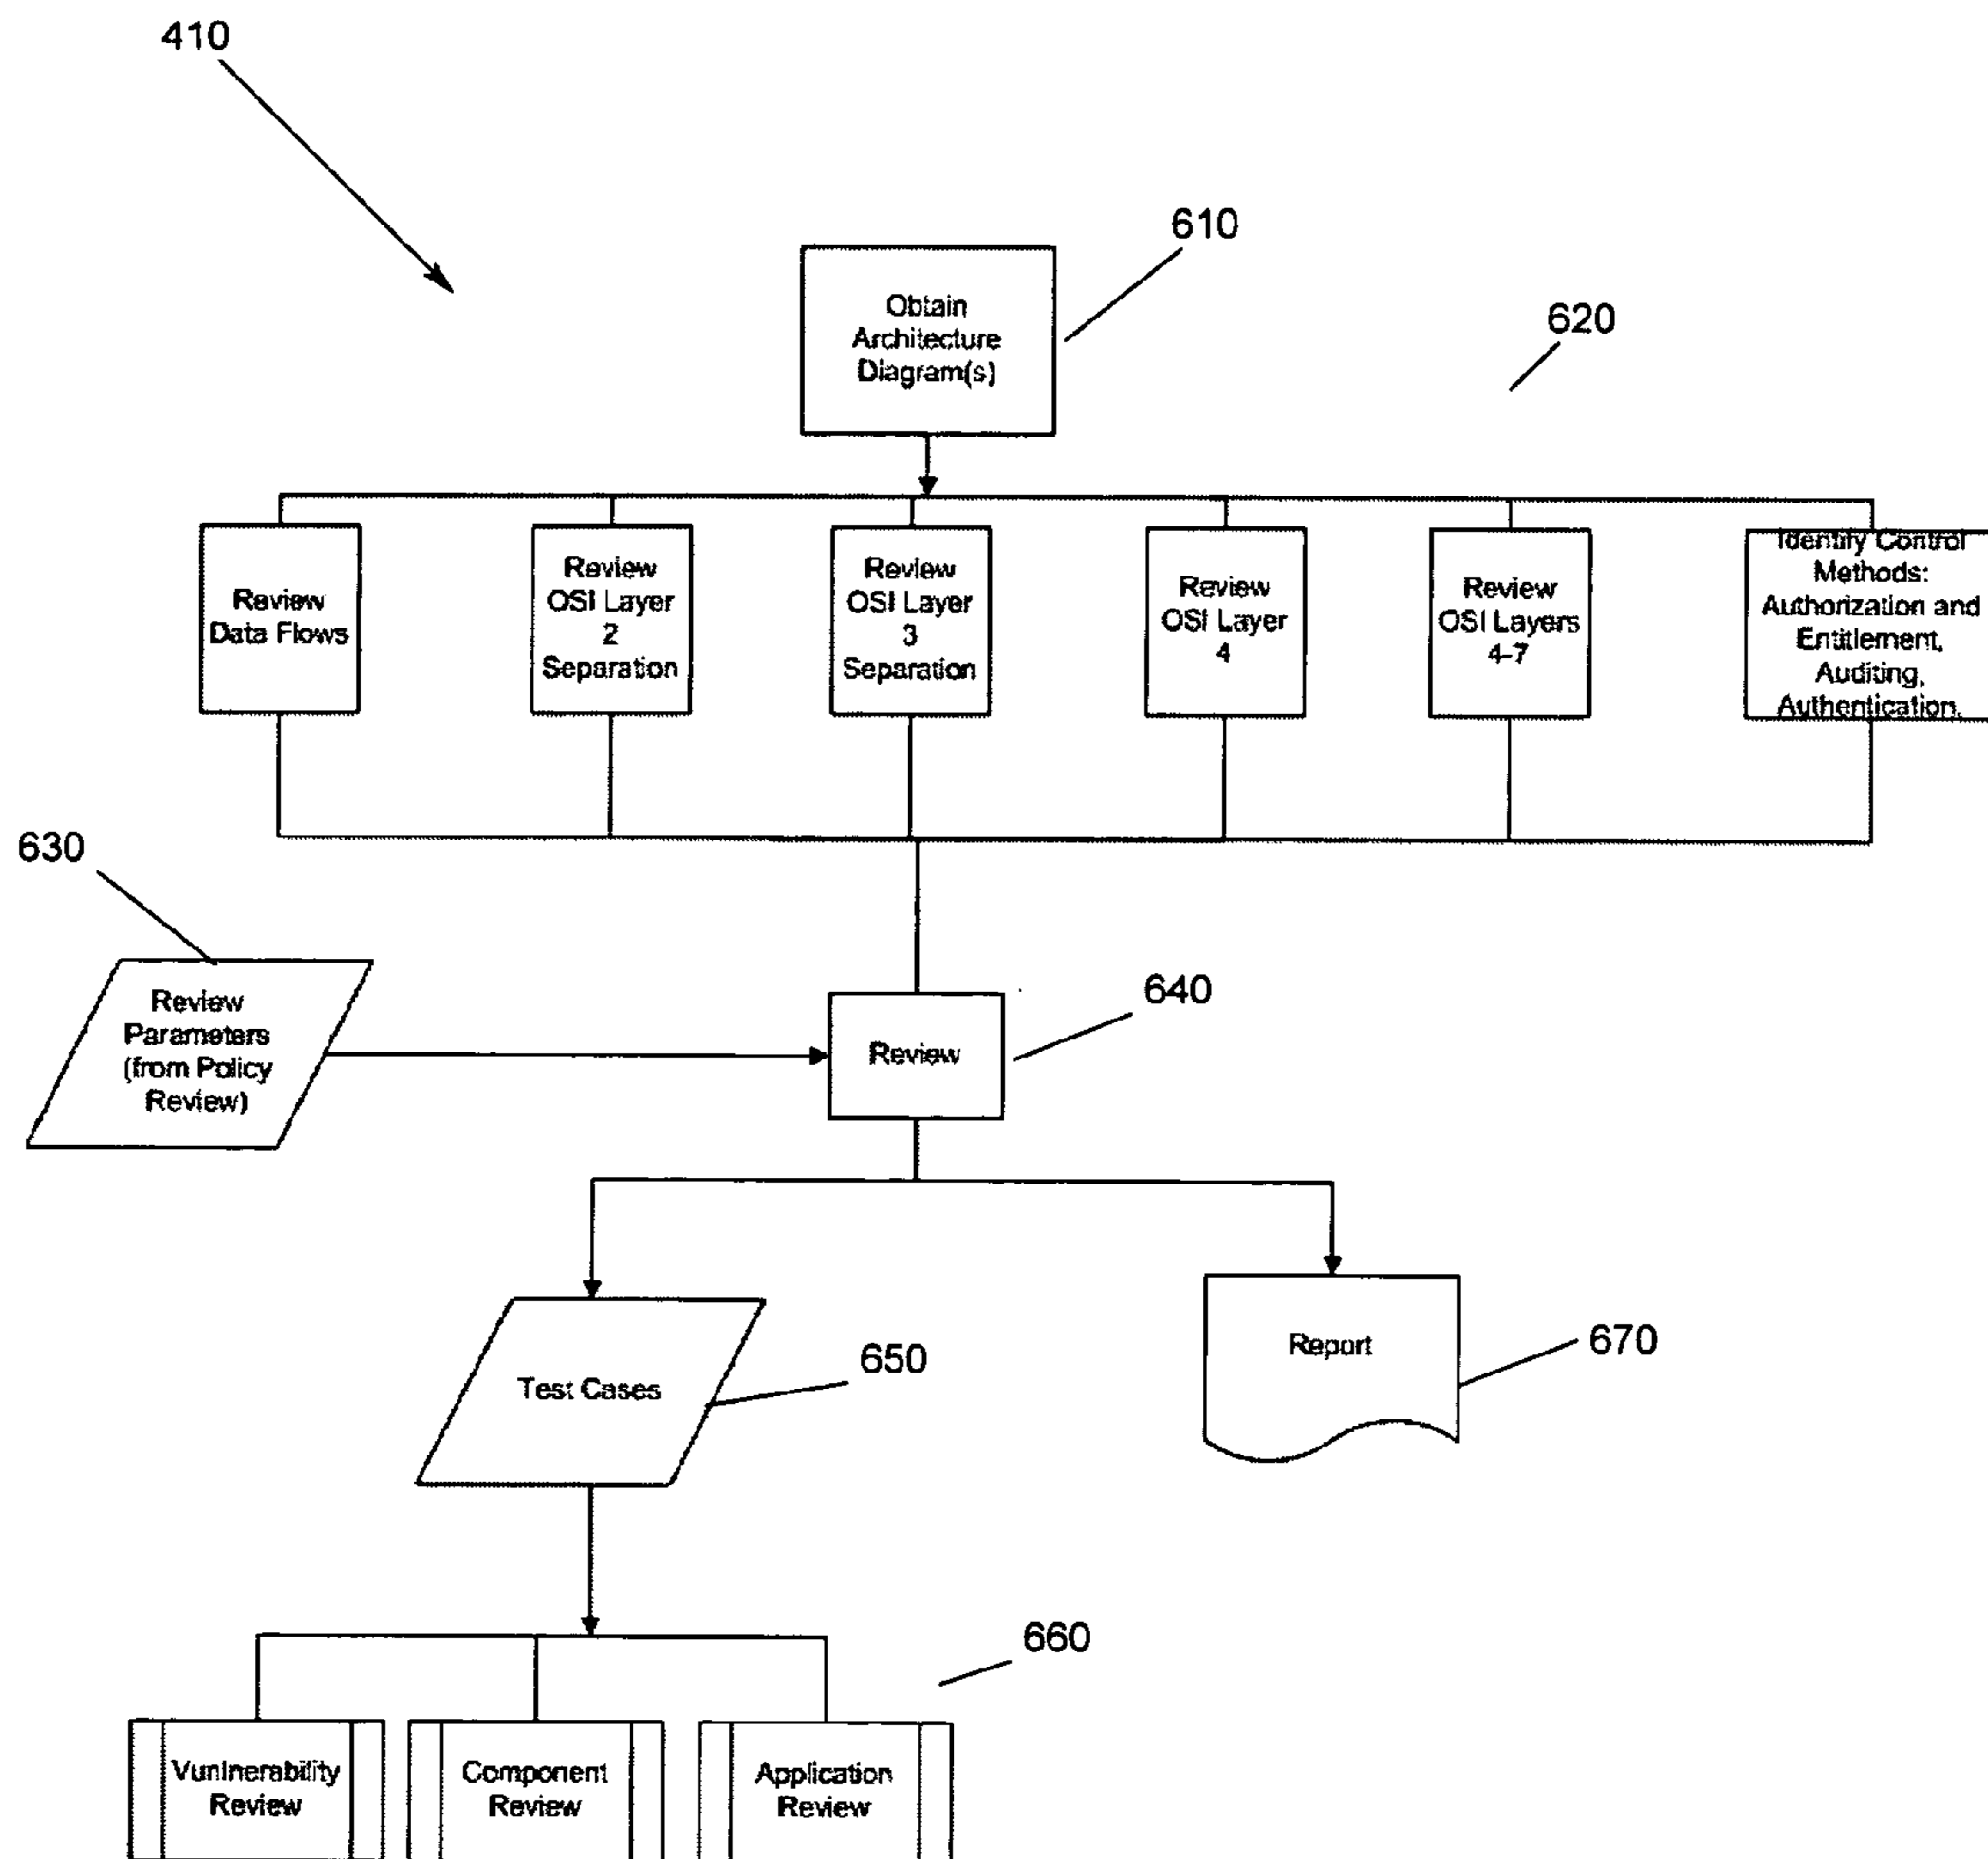 410
610
Obtain
Architecture
Diagram(s)
620
Review
Data Flows
Review
OSI Layer
2
Separation
Review
OSI Layer
3
Separation
Review
OSI Layer
4
Review
OSI Layers
4-7
Identify Control
Methods:
Authorization and
Entitlement,
Auditing,
Authentication.
630
Review
Parameters
(from Policy
Review)
640
Review
650
Test Cases
Report
670
660
Vunlnerability
Review
Component
Review
Application
Review